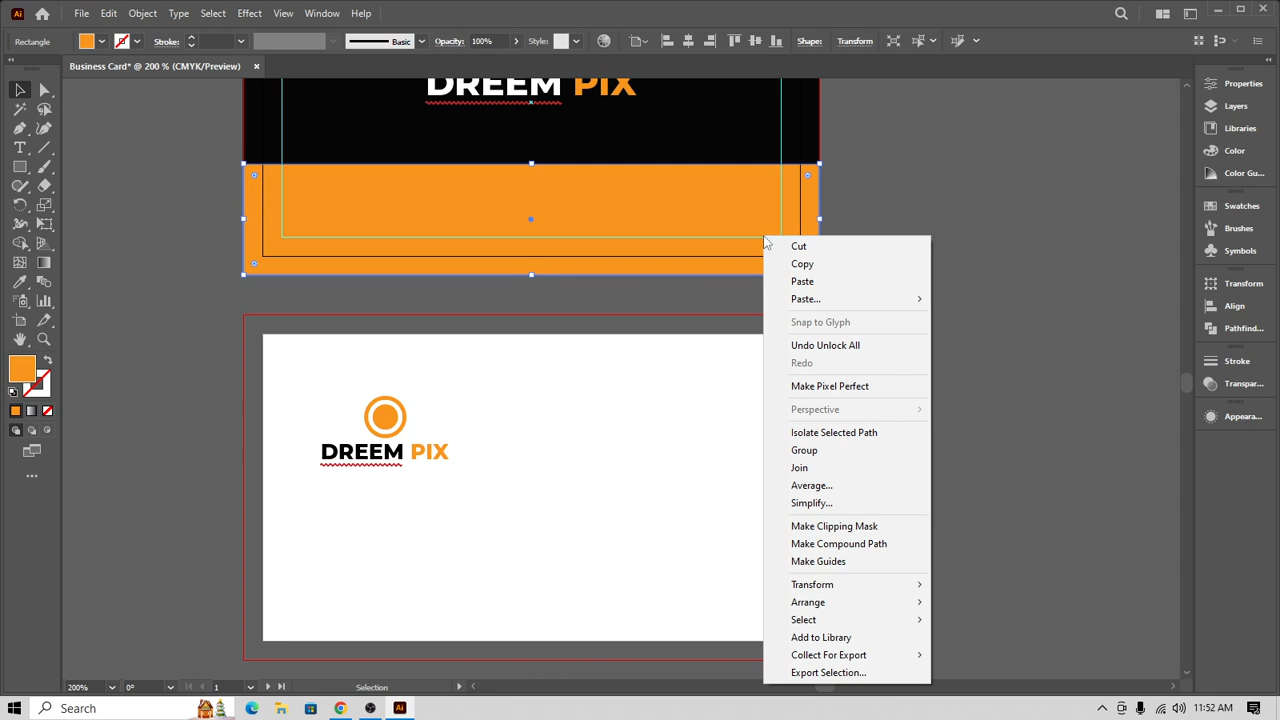 Ai File Edit Object Type Select Effect View Window Help
Rectangle Stroke: Basic Opacity: 100% Style: Shape: Transform
Business Card* @ 200 % (CMYK/Preview)
DREEM PIX
Properties
Layers
Libraries
Color
Color Gu...
Swatches
Brushes
Symbols
Transform
Align
Pathfind...
Stroke
Transpar...
Appeara...
Cut
Copy
Paste
Paste...
Snap to Glyph
Undo Unlock All
Redo
Make Pixel Perfect
Perspective
Isolate Selected Path
Group
Join
Average...
Simplify...
Make Clipping Mask
Make Compound Path
Make Guides
Transform
Arrange
Select
Add to Library
Collect For Export
Export Selection...
DREEM PIX
200% 0° 1 Selection
Search Ai 11:52 AM